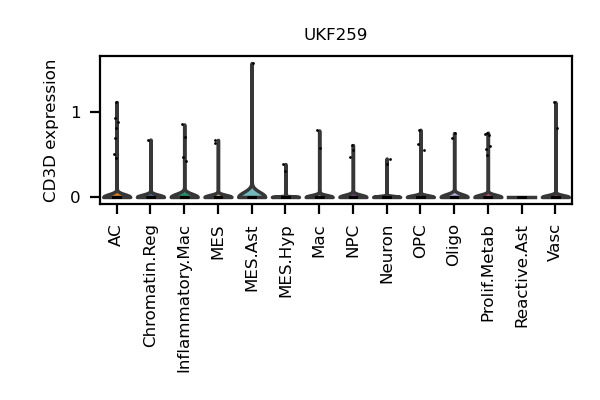 UKF259
CD3D expression
1
0
AC
Chromatin.Reg
Inflammatory.Mac
MES
MES.Ast
MES.Hyp
Mac
NPC
Neuron
OPC
Oligo
Prolif.Metab
Reactive.Ast
Vasc